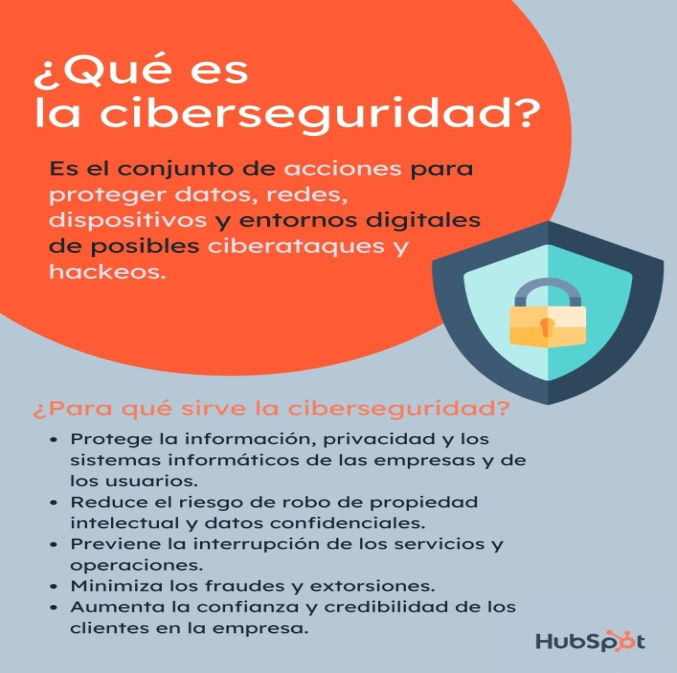 ¿Qué es
la ciberseguridad?
Es el conjunto de acciones para
proteger datos, redes,
dispositivos y entornos digitales
de posibles ciberataques y
hackeos.
¿Para qué sirve la ciberseguridad?
• Protege la información, privacidad y los
sistemas informáticos de las empresas y de
los usuarios.
• Reduce el riesgo de robo de propiedad
intelectual y datos confidenciales.
• Previene la interrupción de los servicios y
operaciones.
• Minimiza los fraudes y extorsiones.
• Aumenta la confianza y credibilidad de los
clientes en la empresa.
HubSpot